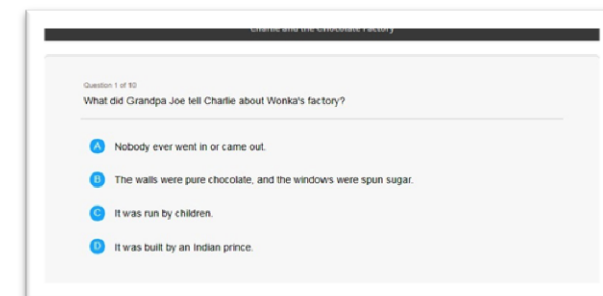 Charlie and the Chocolate Factory
Question 1 of 10
What did Grandpa Joe tell Charlie about Wonka's factory?
A Nobody ever went in or came out.
B The walls were pure chocolate, and the windows were spun sugar.
C It was run by children.
D It was built by an Indian prince.